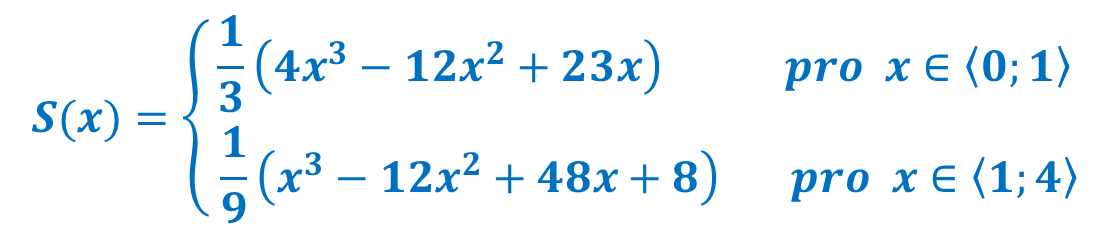 S(x) = { 1/3 (4x³ − 12x² + 23x) pro x ∈ ⟨0; 1⟩
1/9 (x³ − 12x² + 48x + 8) pro x ∈ ⟨1; 4⟩